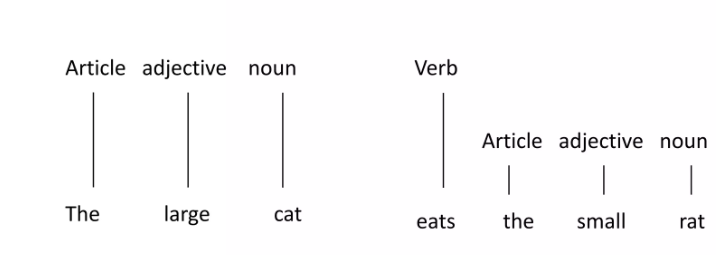 Article adjective noun Verb
Article adjective noun
The large cat eats the small rat